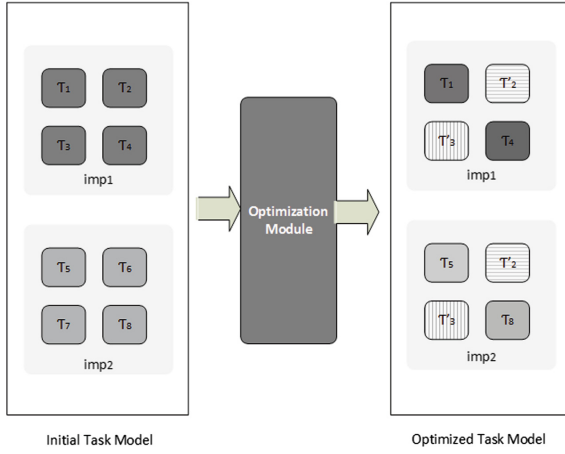 T1 T2
T3 T4
imp1
T5 T6
T7 T8
imp2
Initial Task Model
Optimization
Module
T1 T'2
T'3 T4
imp1
T5 T'2
T'3 T8
imp2
Optimized Task Model